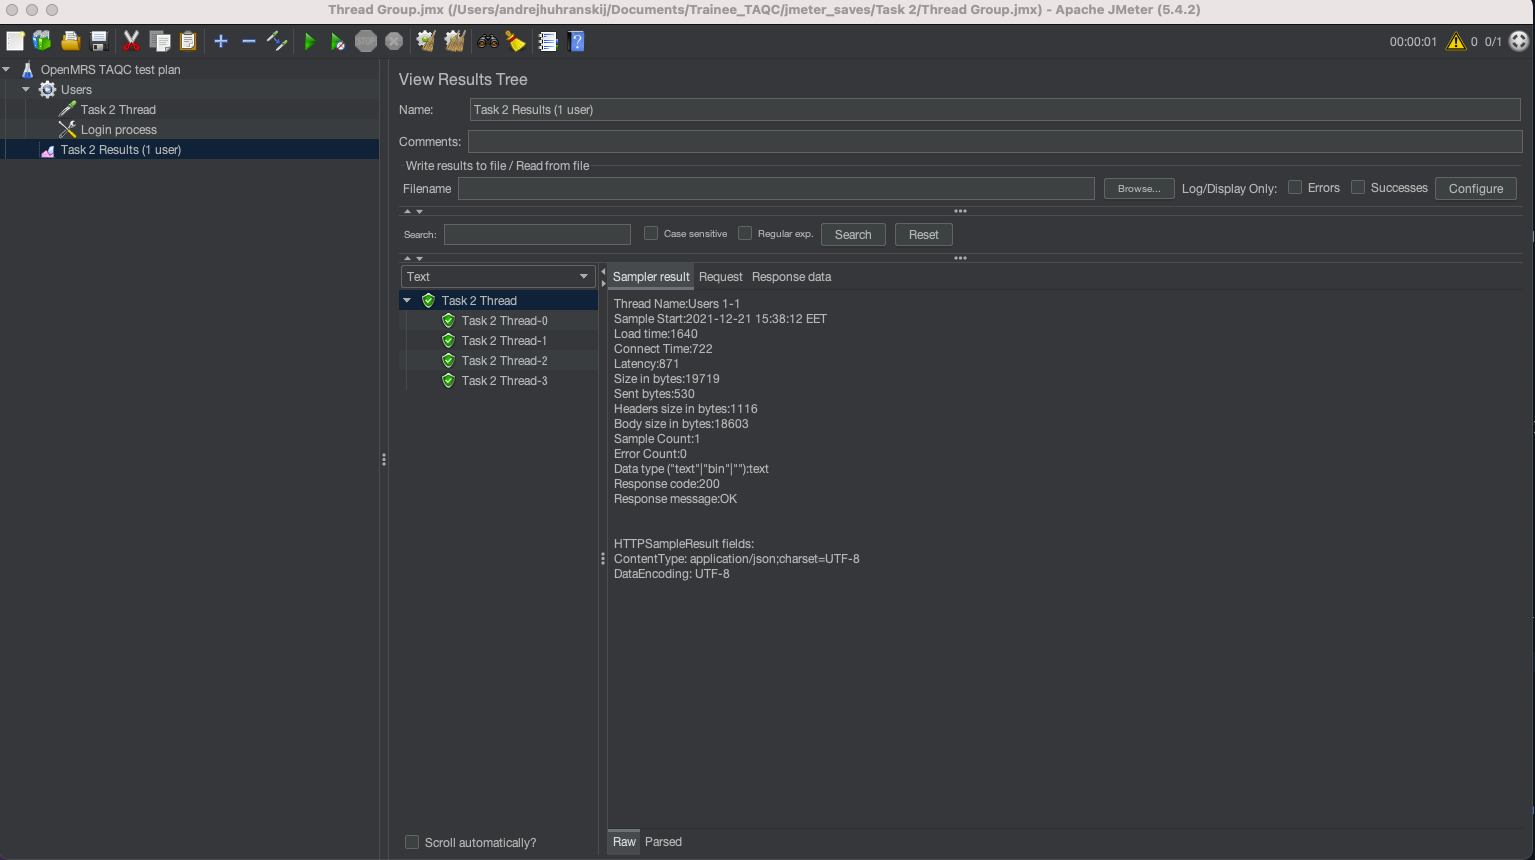 Thread Group.jmx (/Users/andrejhuhranskij/Documents/Trainee_TAQC/jmeter_saves/Task 2/Thread Group.jmx) - Apache JMeter (5.4.2)
STOP
00:00:01 0 0/1
OpenMRS TAQC test plan
Users
Task 2 Thread
Login process
Task 2 Results (1 user)
View Results Tree
Name: Task 2 Results (1 user)
Comments:
Write results to file / Read from file
Filename Browse... Log/Display Only: Errors Successes Configure
Search: Case sensitive Regular exp. Search Reset
Text
Task 2 Thread
Task 2 Thread-0
Task 2 Thread-1
Task 2 Thread-2
Task 2 Thread-3
Scroll automatically?
Sampler result Request Response data
Thread Name:Users 1-1
Sample Start:2021-12-21 15:38:12 EET
Load time:1640
Connect Time:722
Latency:871
Size in bytes:19719
Sent bytes:530
Headers size in bytes:1116
Body size in bytes:18603
Sample Count:1
Error Count:0
Data type ("text"|"bin"|""):text
Response code:200
Response message:OK
HTTPSampleResult fields:
ContentType: application/json;charset=UTF-8
DataEncoding: UTF-8
Raw Parsed